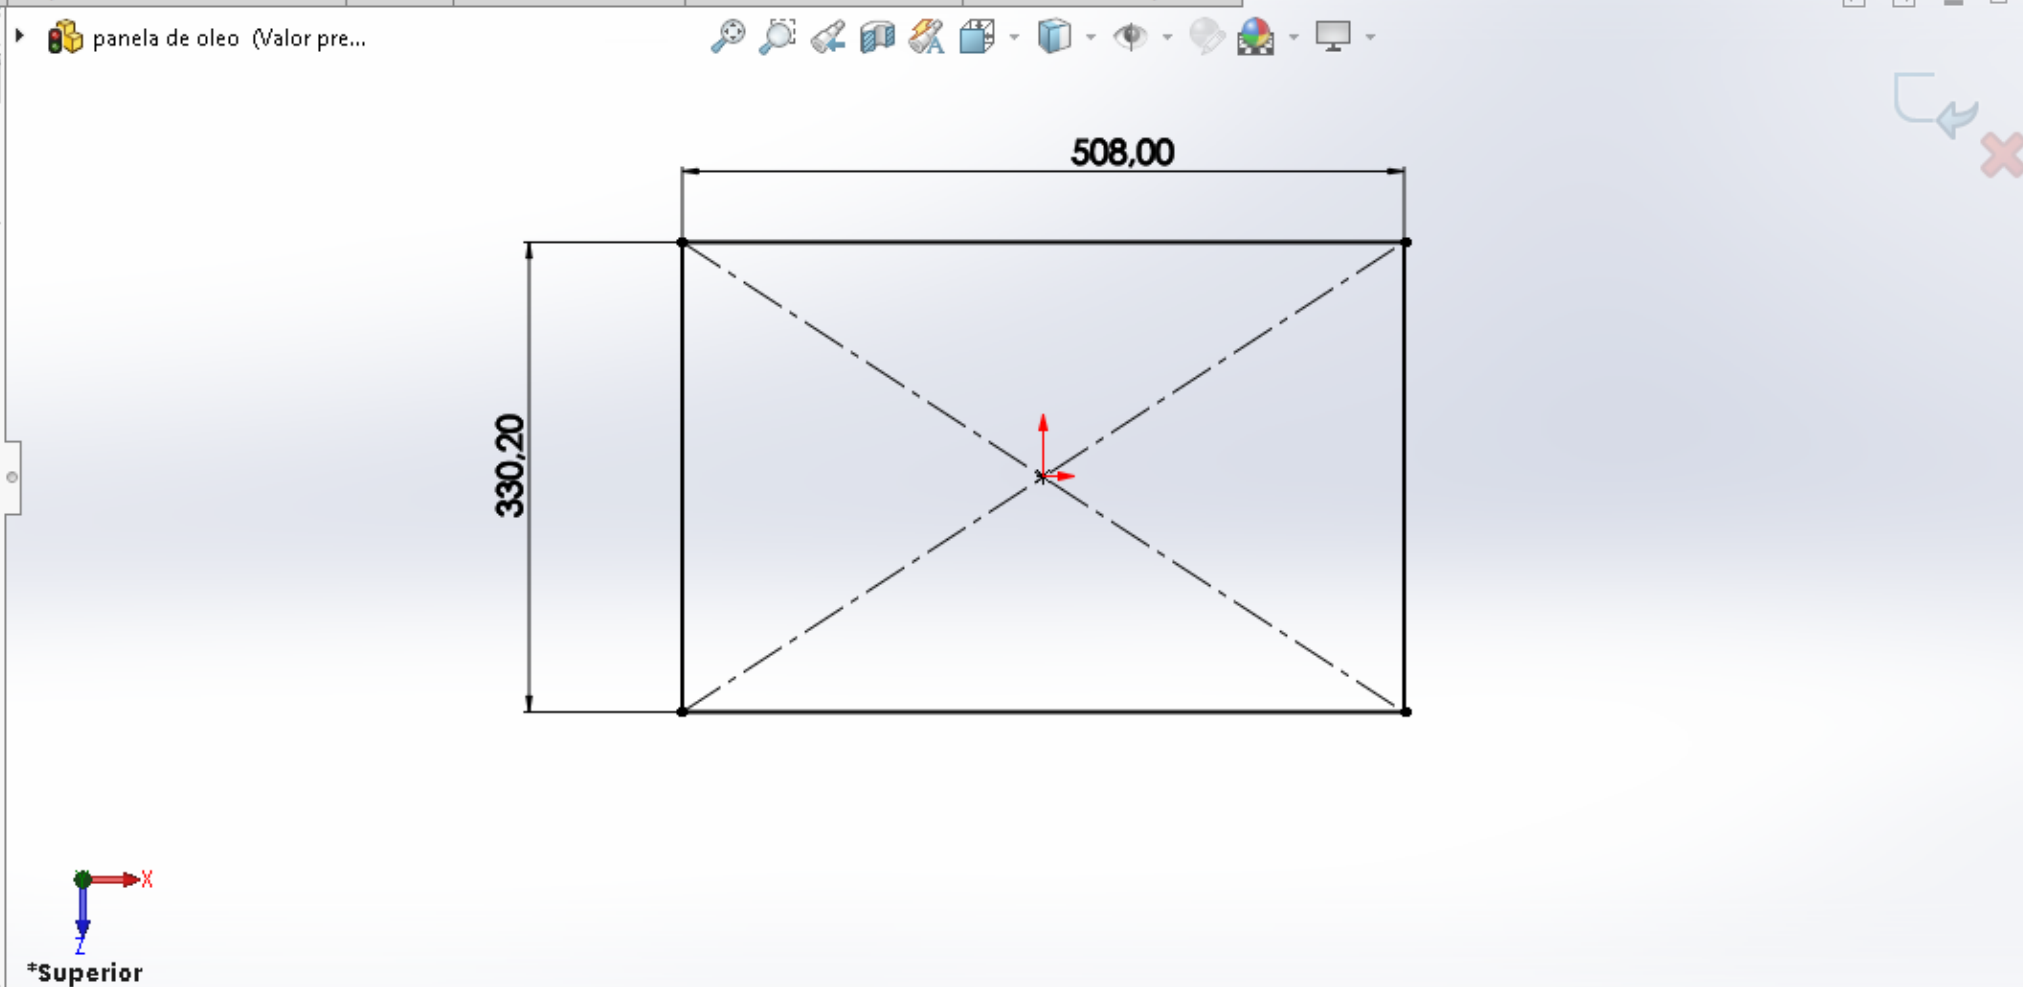 panela de oleo (Valor pre...
508,00
330,20
X
Z
*Superior